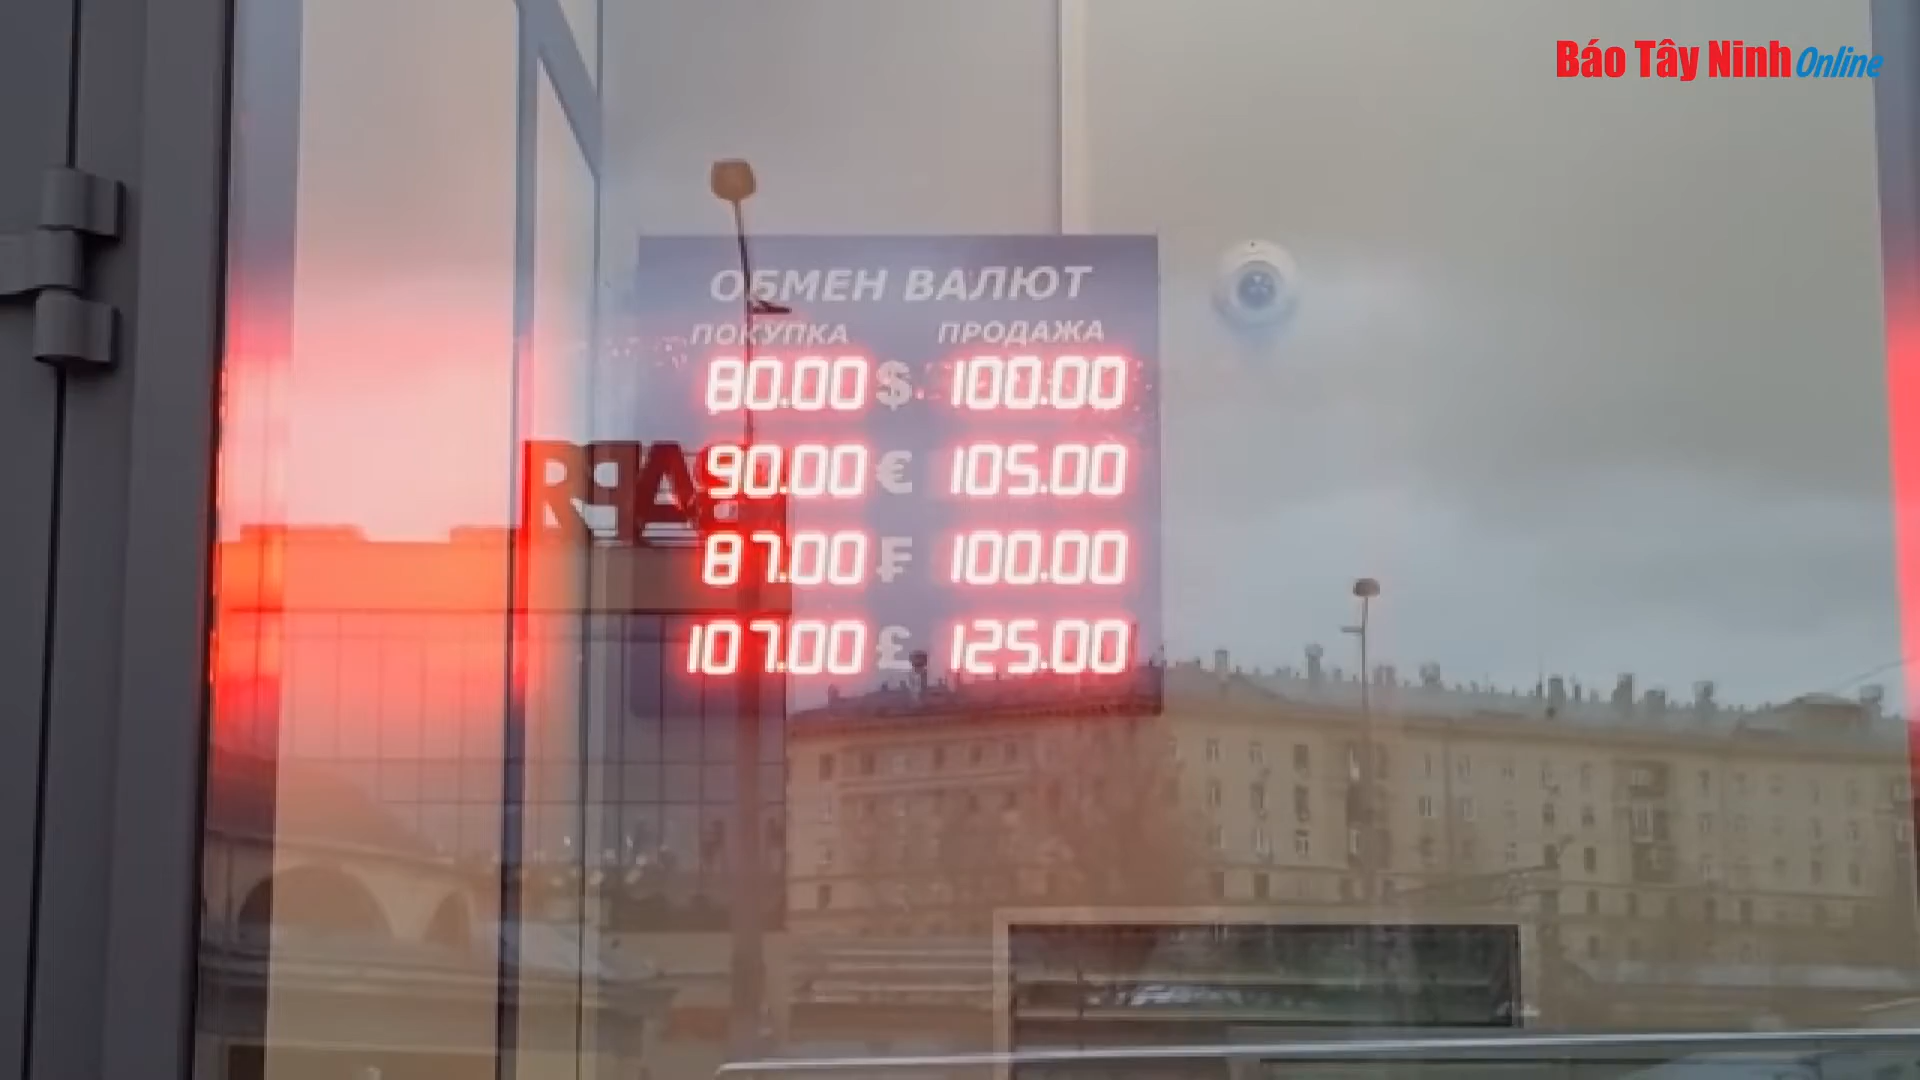 Báo Tây Ninh Online
ОБМЕН ВАЛЮТ
ПОКУПКА ПРОДАЖА
80.00 $ 100.00
90.00 € 105.00
87.00 ₣ 100.00
107.00 £ 125.00